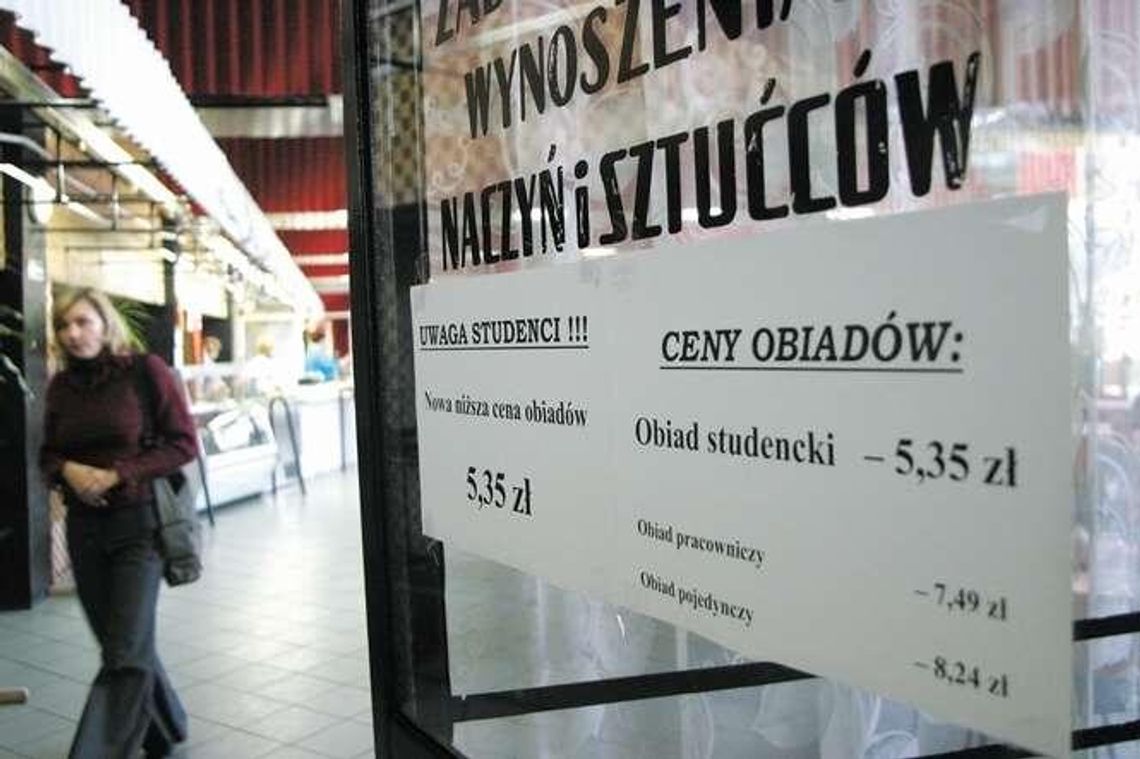 WYNOSZENIA
NACZYŃ i SZTUĆCÓW
UWAGA STUDENCI !!!
Nowa niższa cena obiadów
5,35 zł
CENY OBIADÓW:
Obiad studencki – 5,35 zł
Obiad pracowniczy – 7,49 zł
Obiad pojedynczy – 8,24 zł